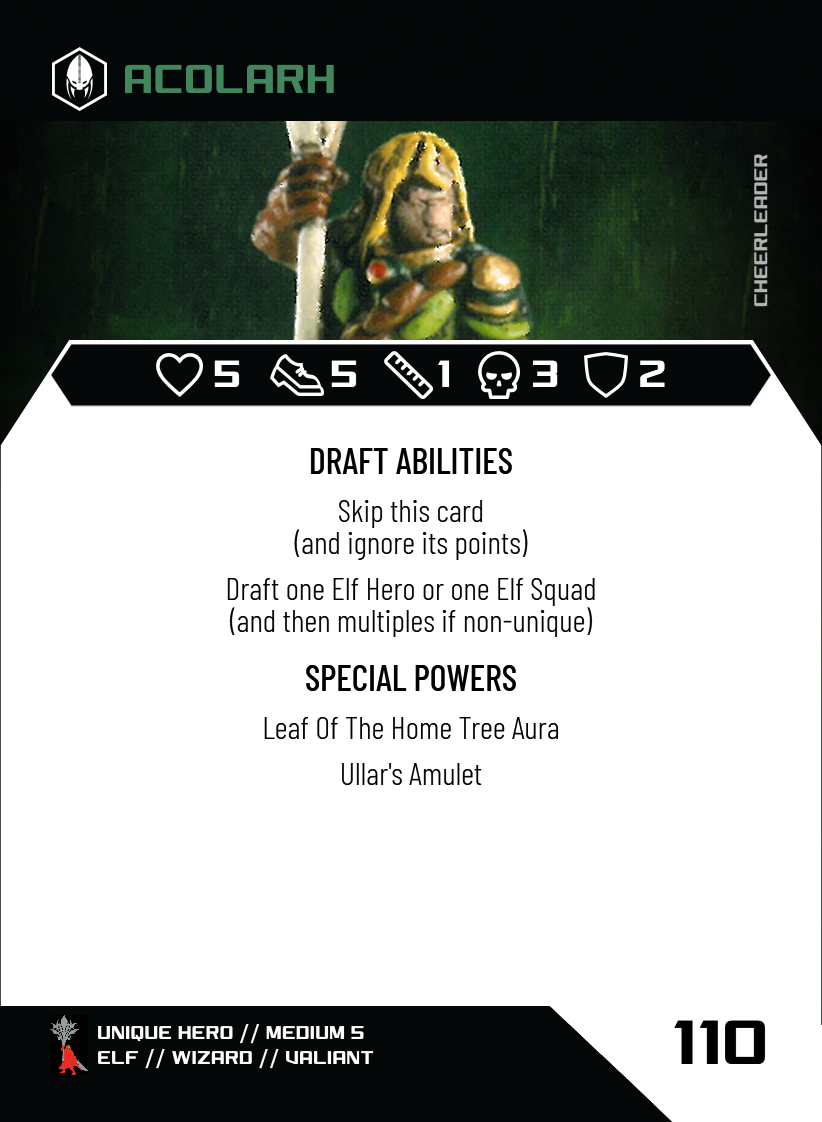 ACOLARH
CHEERLEADER
5 5 1 3 2
DRAFT ABILITIES
Skip this card
(and ignore its points)
Draft one Elf Hero or one Elf Squad
(and then multiples if non-unique)
SPECIAL POWERS
Leaf Of The Home Tree Aura
Ullar's Amulet
UNIQUE HERO // MEDIUM 5
ELF // WIZARD // VALIANT
110